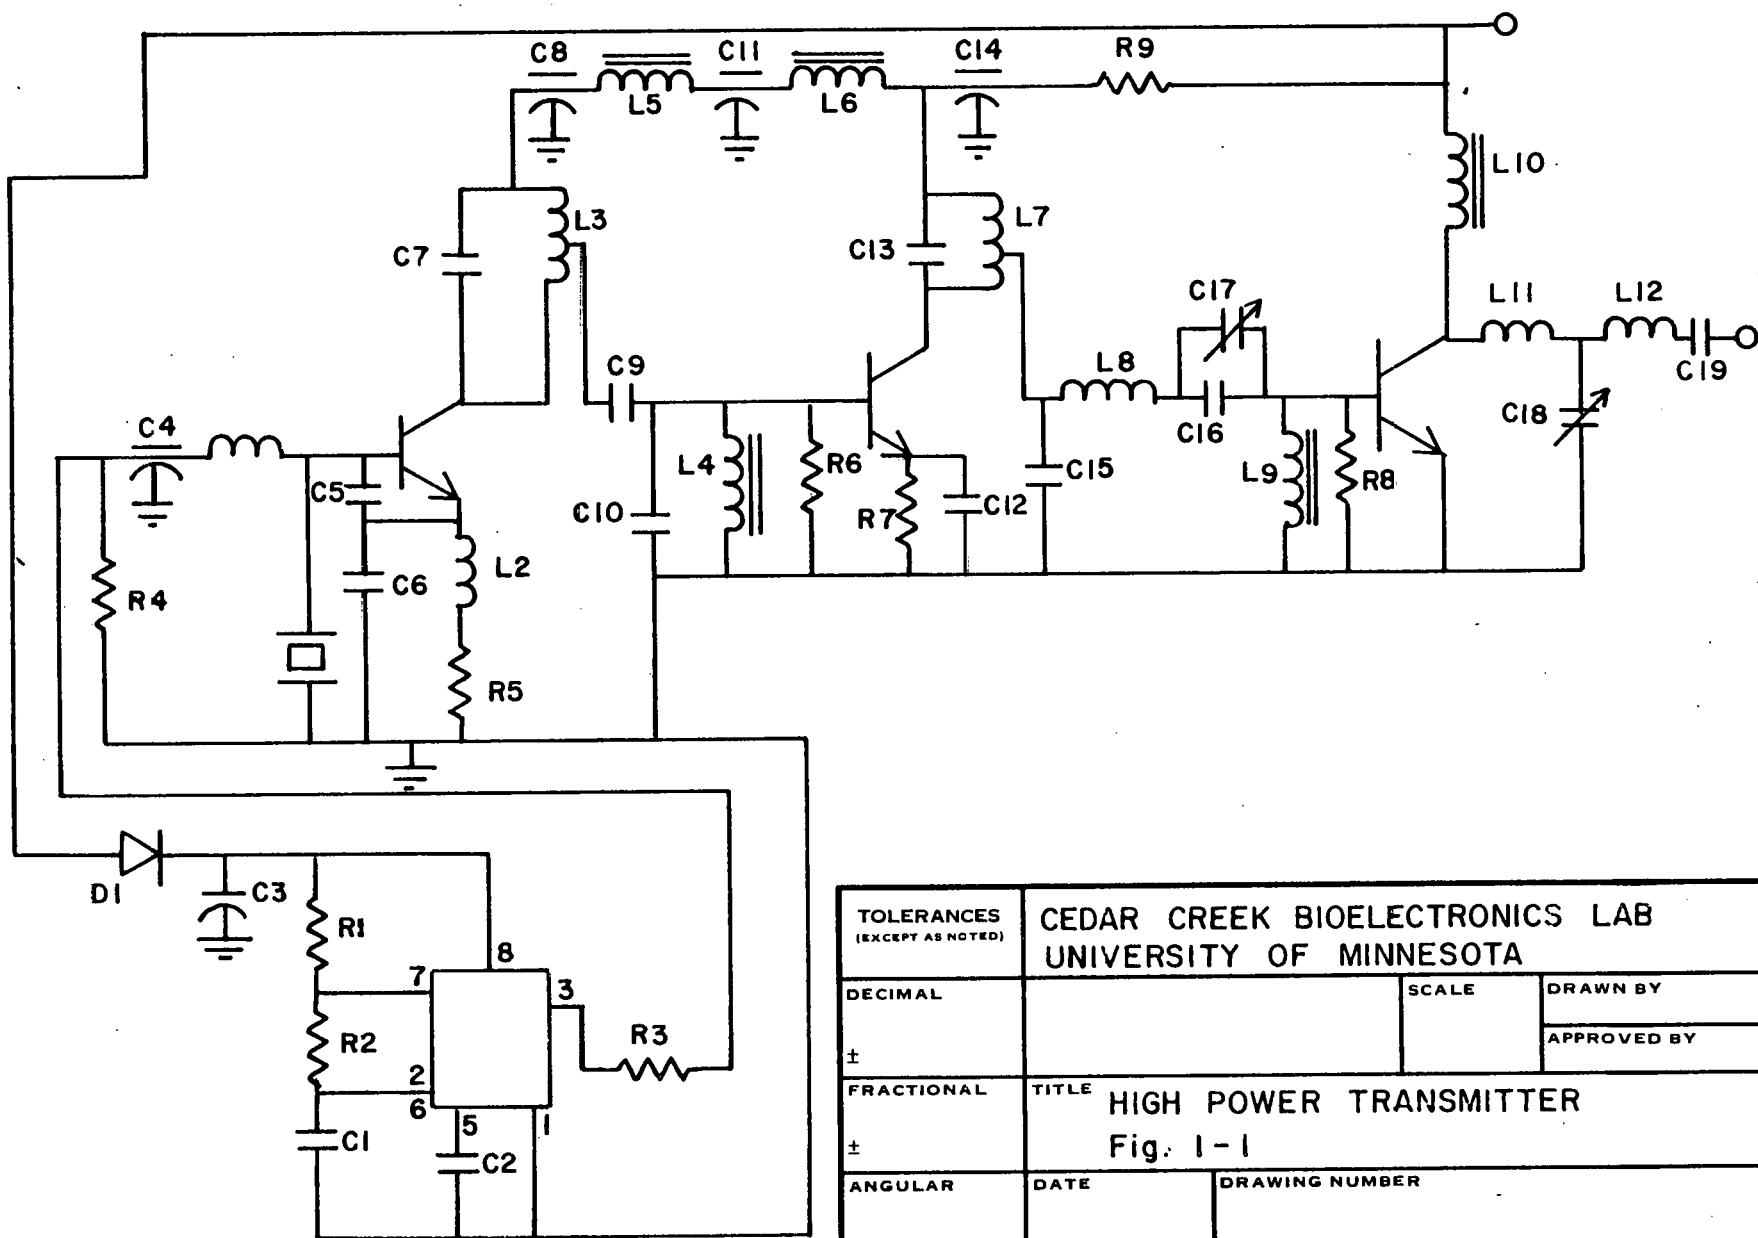 C8
C11
C14
R9
L5
L6
L10
L3
L7
C7
C13
C17
L11
L12
C9
L8
C19
C4
C16
C18
L4
R6
C15
L9
R8
C5
C10
R7
C12
L2
C6
R4
R5
D1
C3
R1
8
7
3
R2
R3
2
6
5
1
C1
C2
TOLERANCES
(EXCEPT AS NOTED)
CEDAR CREEK BIOELECTRONICS LAB
UNIVERSITY OF MINNESOTA
DECIMAL
SCALE
DRAWN BY
±
APPROVED BY
FRACTIONAL
TITLE HIGH POWER TRANSMITTER
±
Fig. 1-1
ANGULAR
DATE
DRAWING NUMBER